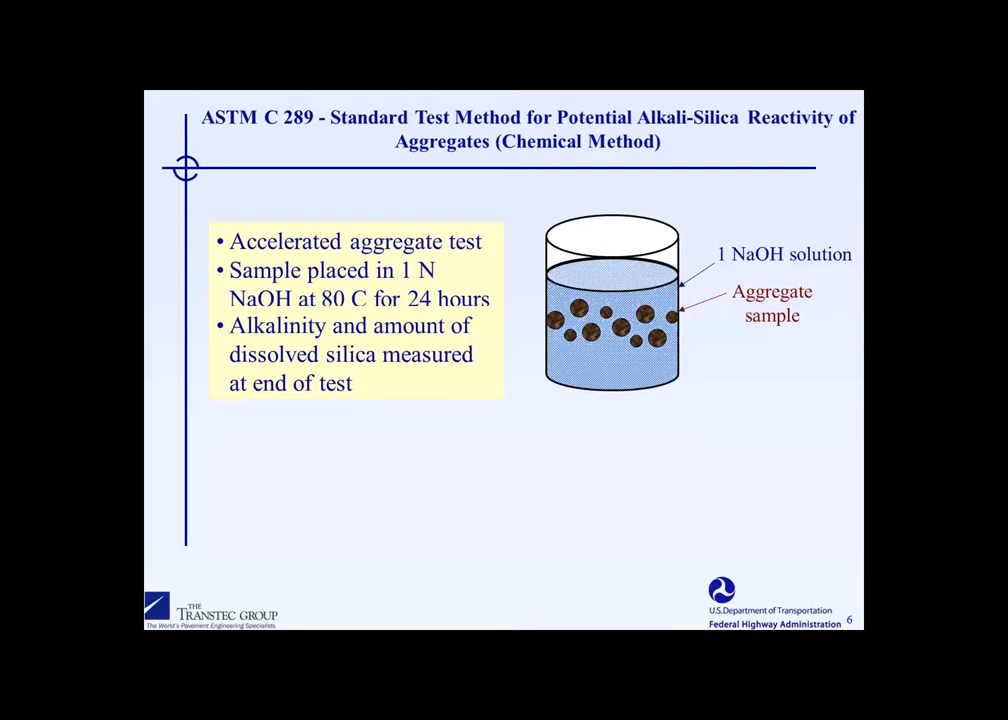 ASTM C 289 - Standard Test Method for Potential Alkali-Silica Reactivity of
Aggregates (Chemical Method)
• Accelerated aggregate test
• Sample placed in 1 N
NaOH at 80 C for 24 hours
• Alkalinity and amount of
dissolved silica measured
at end of test
1 NaOH solution
Aggregate
sample
THE
TRANSTEC GROUP
The World's Pavement Engineering Specialists
U.S.Department of Transportation
Federal Highway Administration
6